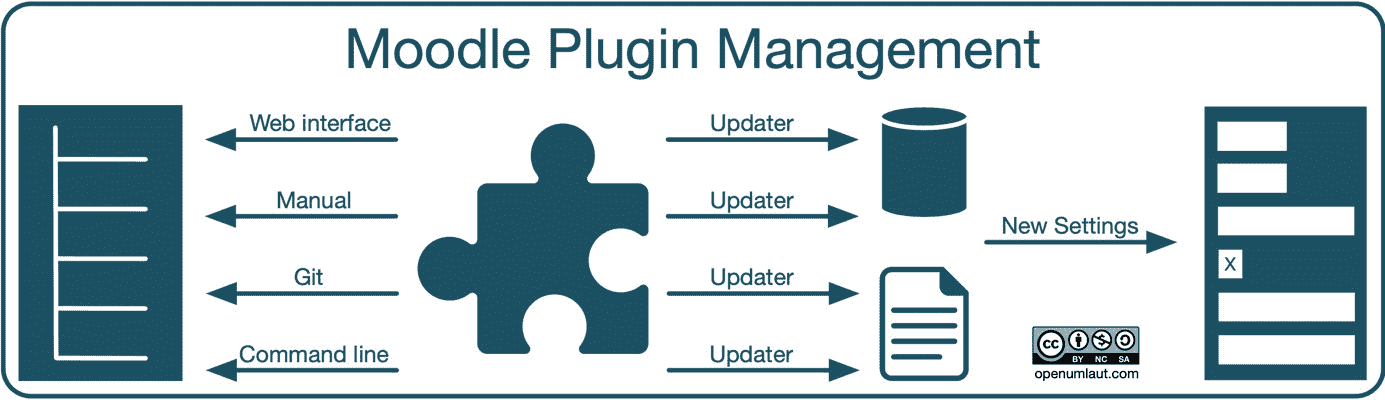 Moodle Plugin Management
Web interface
Updater
Manual
Updater
New Settings
Git
Updater
X
Command line
Updater
cc
BY NC SA
openumlaut.com